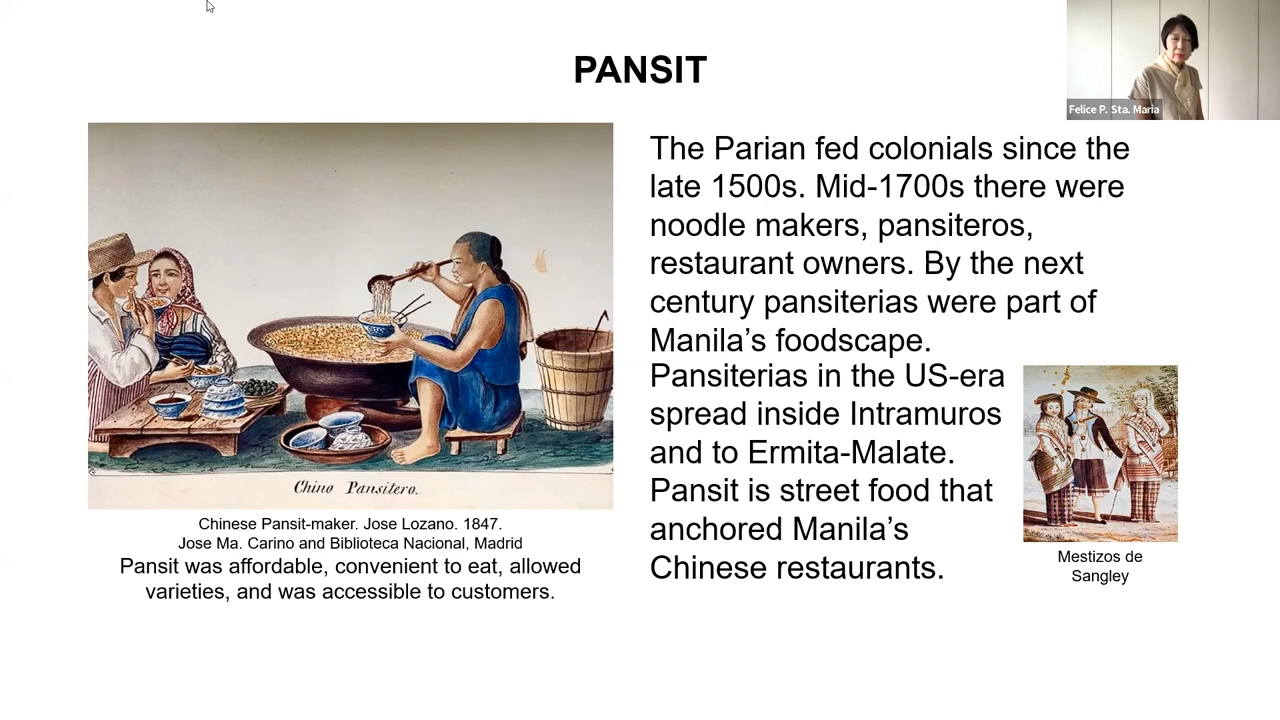 PANSIT
Felice P. Sta. Maria
The Parian fed colonials since the
late 1500s. Mid-1700s there were
noodle makers, pansiteros,
restaurant owners. By the next
century pansiterias were part of
Manila's foodscape.
Pansiterias in the US-era
spread inside Intramuros
and to Ermita-Malate.
Pansit is street food that
anchored Manila's
Chinese restaurants.
Chino Pansitero.
Chinese Pansit-maker. Jose Lozano. 1847.
Jose Ma. Carino and Biblioteca Nacional, Madrid
Pansit was affordable, convenient to eat, allowed
varieties, and was accessible to customers.
Mestizos de
Sangley